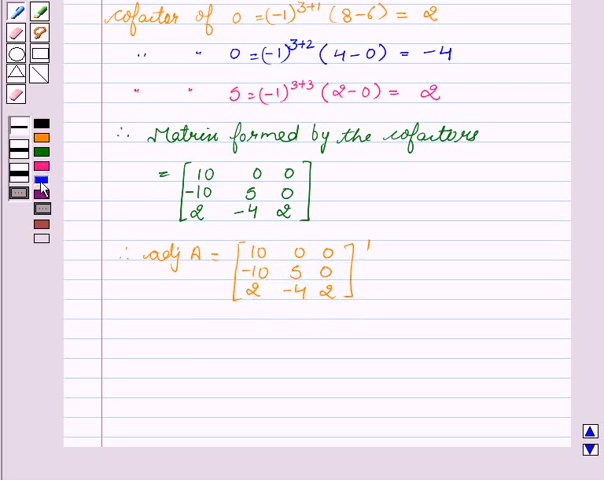 cofactor of 0 = (-1)^3+1 (8-6) = 2
" " 0 = (-1)^3+2 (4-0) = -4
" " 5 = (-1)^3+3 (2-0) = 2
∴ Matrix formed by the cofactors
= [10 0 0
-10 5 0
2 -4 2]
∴ adj A = [10 0 0
-10 5 0
2 -4 2]'